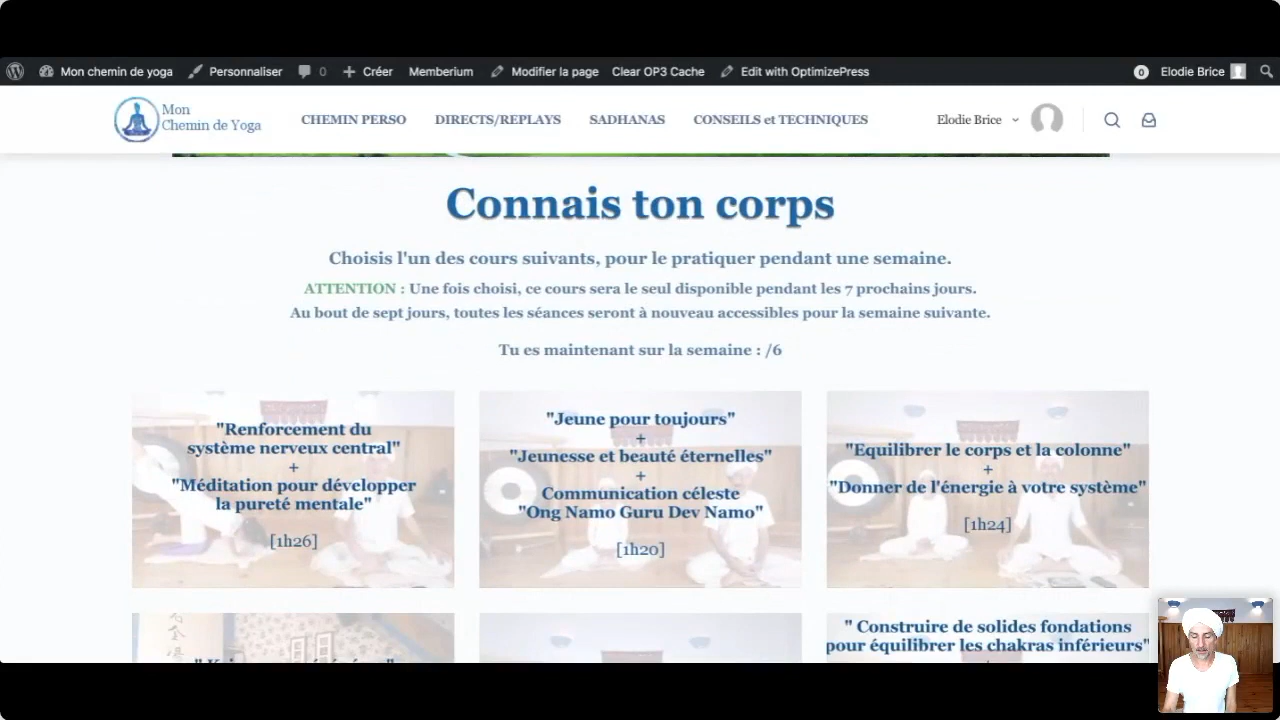 Mon chemin de yoga
Personnaliser
0
Créer
Memberium
Modifier la page
Clear OP3 Cache
Edit with OptimizePress
0
Elodie Brice
Mon
Chemin de Yoga
CHEMIN PERSO
DIRECTS/REPLAYS
SADHANAS
CONSEILS et TECHNIQUES
Elodie Brice
Connais ton corps
Choisis l'un des cours suivants, pour le pratiquer pendant une semaine.
ATTENTION : Une fois choisi, ce cours sera le seul disponible pendant les 7 prochains jours.
Au bout de sept jours, toutes les séances seront à nouveau accessibles pour la semaine suivante.
Tu es maintenant sur la semaine : /6
"Renforcement du
système nerveux central"
+
"Méditation pour développer
la pureté mentale"
[1h26]
"Jeune pour toujours"
+
"Jeunesse et beauté éternelles"
+
Communication céleste
"Ong Namo Guru Dev Namo"
[1h20]
"Equilibrer le corps et la colonne"
+
"Donner de l'énergie à votre système"
[1h24]
" Construire de solides fondations
pour équilibrer les chakras inférieurs"